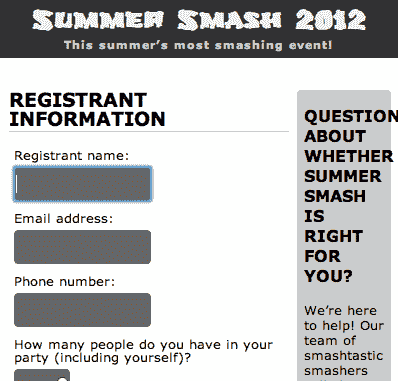 Summer Smash 2012
This summer's most smashing event!
REGISTRANT
INFORMATION
Registrant name:
Email address:
Phone number:
How many people do you have in your
party (including yourself)?
QUESTION
ABOUT
WHETHER
SUMMER
SMASH
IS
RIGHT
FOR
YOU?
We're here
to help! Our
team of
smashtastic
smashers